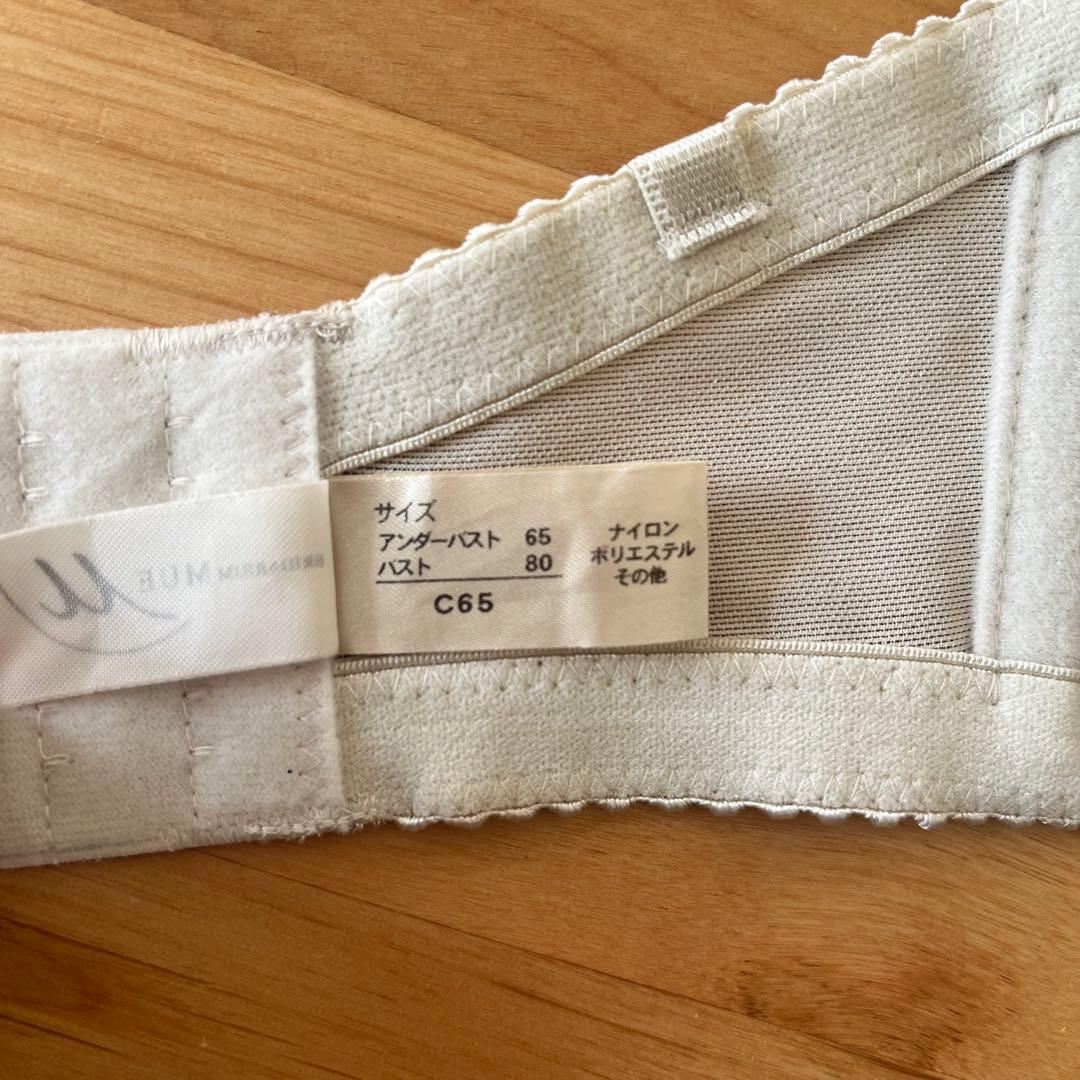 サイズ
アンダーバスト 65
バスト 80
C65
ナイロン
ポリエステル
その他